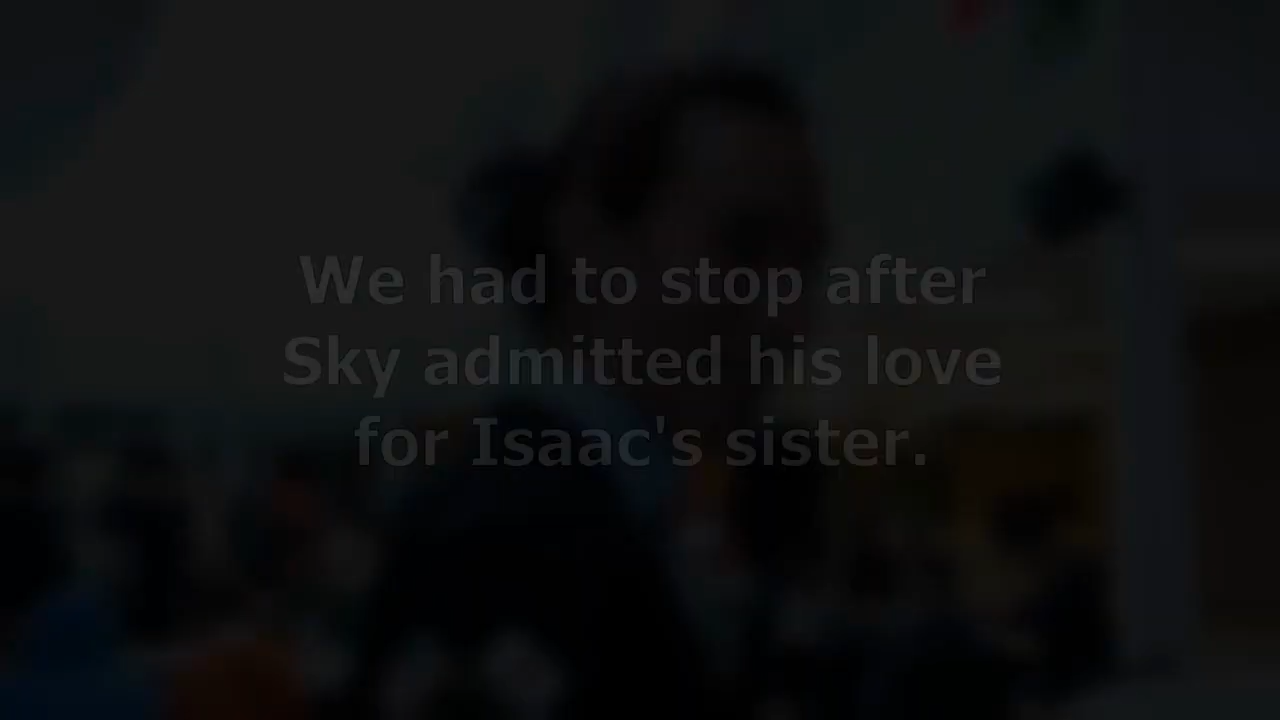 We had to stop after
Sky admitted his love
for Isaac's sister.